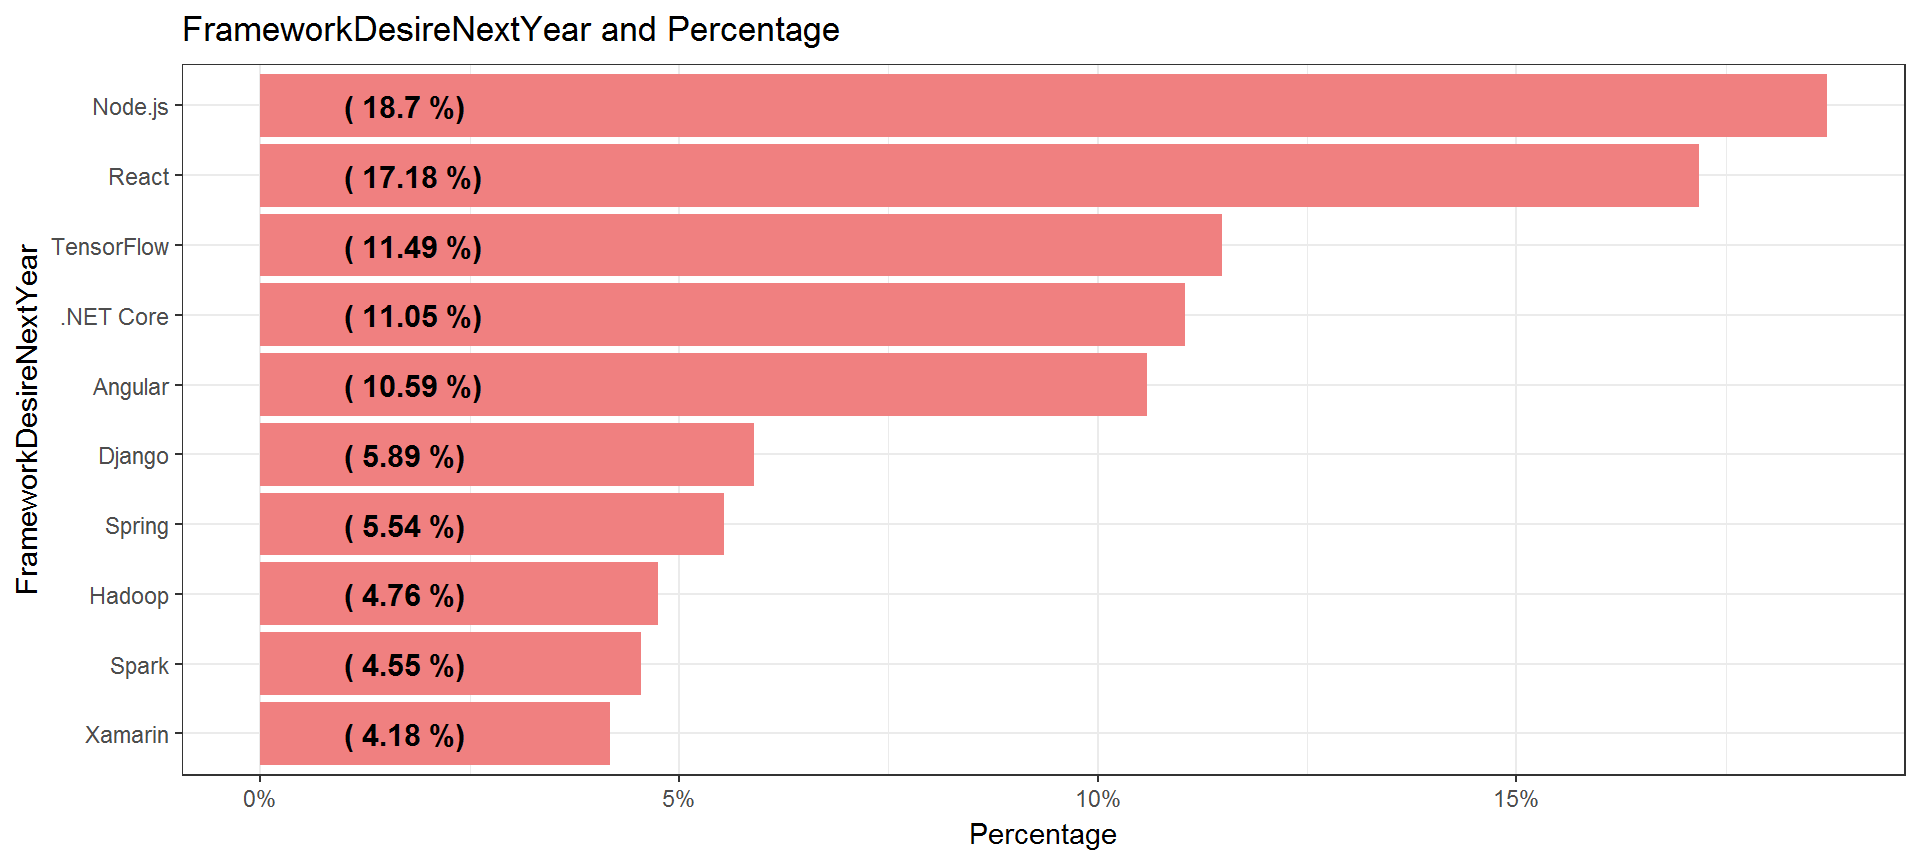 FrameworkDesireNextYear and Percentage
FrameworkDesireNextYear
Node.js ( 18.7 %)
React ( 17.18 %)
TensorFlow ( 11.49 %)
.NET Core ( 11.05 %)
Angular ( 10.59 %)
Django ( 5.89 %)
Spring ( 5.54 %)
Hadoop ( 4.76 %)
Spark ( 4.55 %)
Xamarin ( 4.18 %)
0% 5% 10% 15%
Percentage